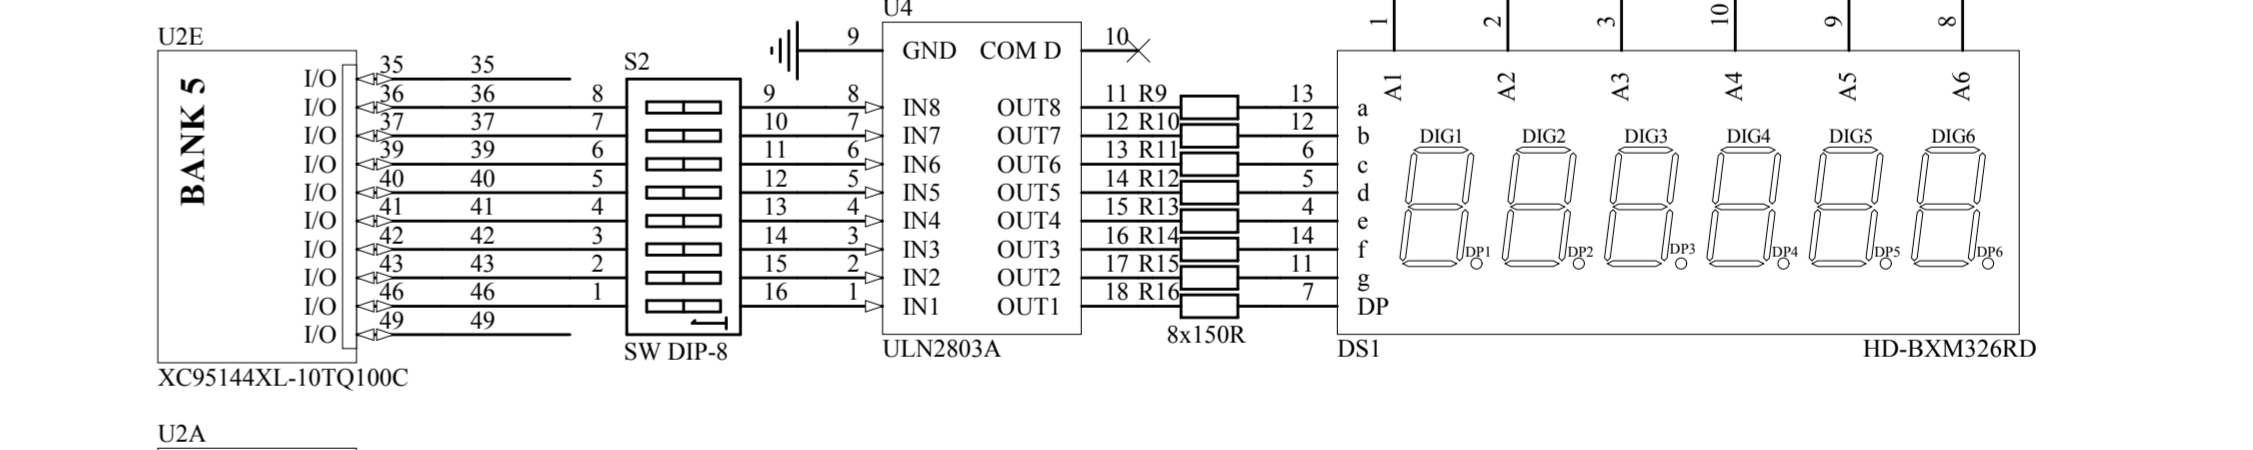 U4
1 2 3 10 9 8
U2E
9 GND COM D 10
BANK 5
S2
I/O 35 35
A1 A2 A3 A4 A5 A6
I/O 36 36 8 9 8 IN8 OUT8 11 R9 13 a
I/O 37 37 7 10 7 IN7 OUT7 12 R10 12 b
DIG1 DIG2 DIG3 DIG4 DIG5 DIG6
I/O 39 39 6 11 6 IN6 OUT6 13 R11 6 c
I/O 40 40 5 12 5 IN5 OUT5 14 R12 5 d
I/O 41 41 4 13 4 IN4 OUT4 15 R13 4 e
I/O 42 42 3 14 3 IN3 OUT3 16 R14 14 f
DP1 DP2 DP3 DP4 DP5 DP6
I/O 43 43 2 15 2 IN2 OUT2 17 R15 11 g
I/O 46 46 1 16 1 IN1 OUT1 18 R16 7 DP
I/O 49 49
8x150R
SW DIP-8
ULN2803A
DS1
HD-BXM326RD
XC95144XL-10TQ100C
U2A